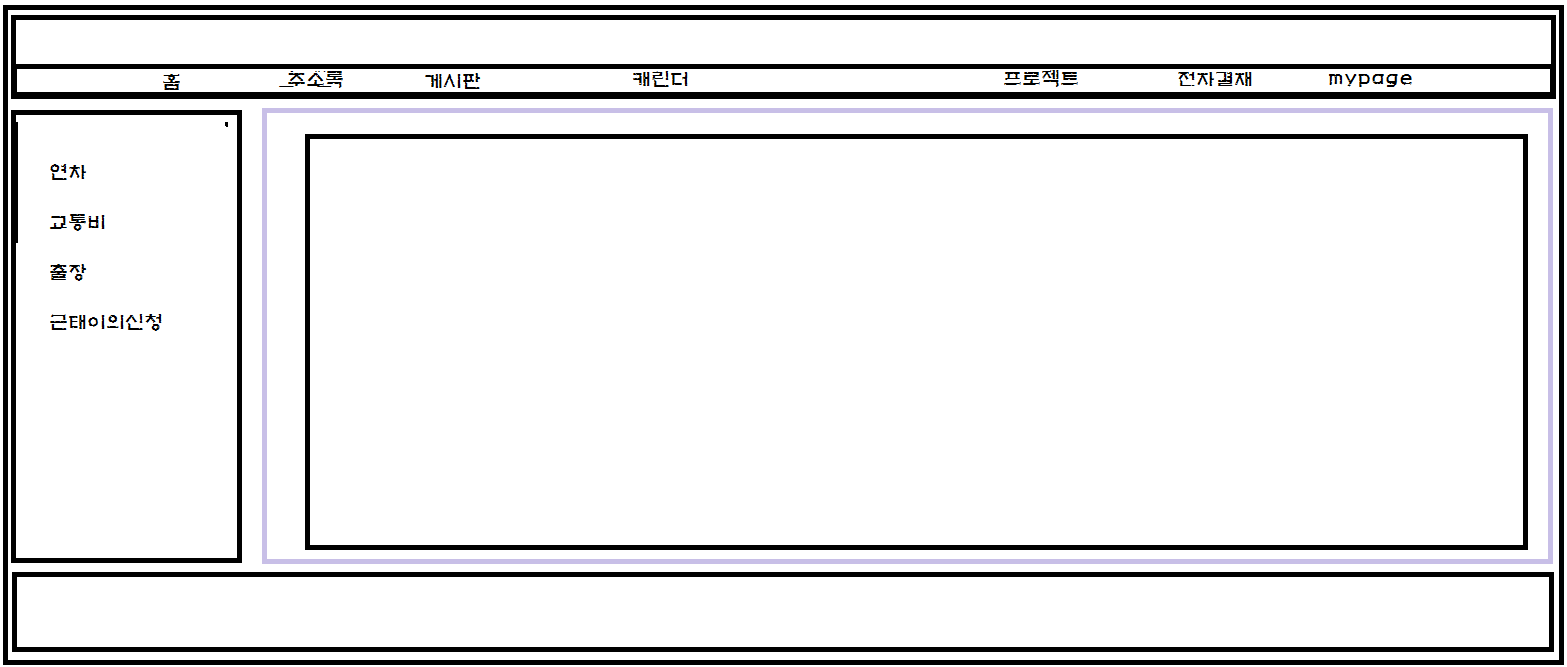 홈 주소록 게시판 캐린더 프로젝트 전자결재 mypage
연차
교통비
출장
근태이의신청